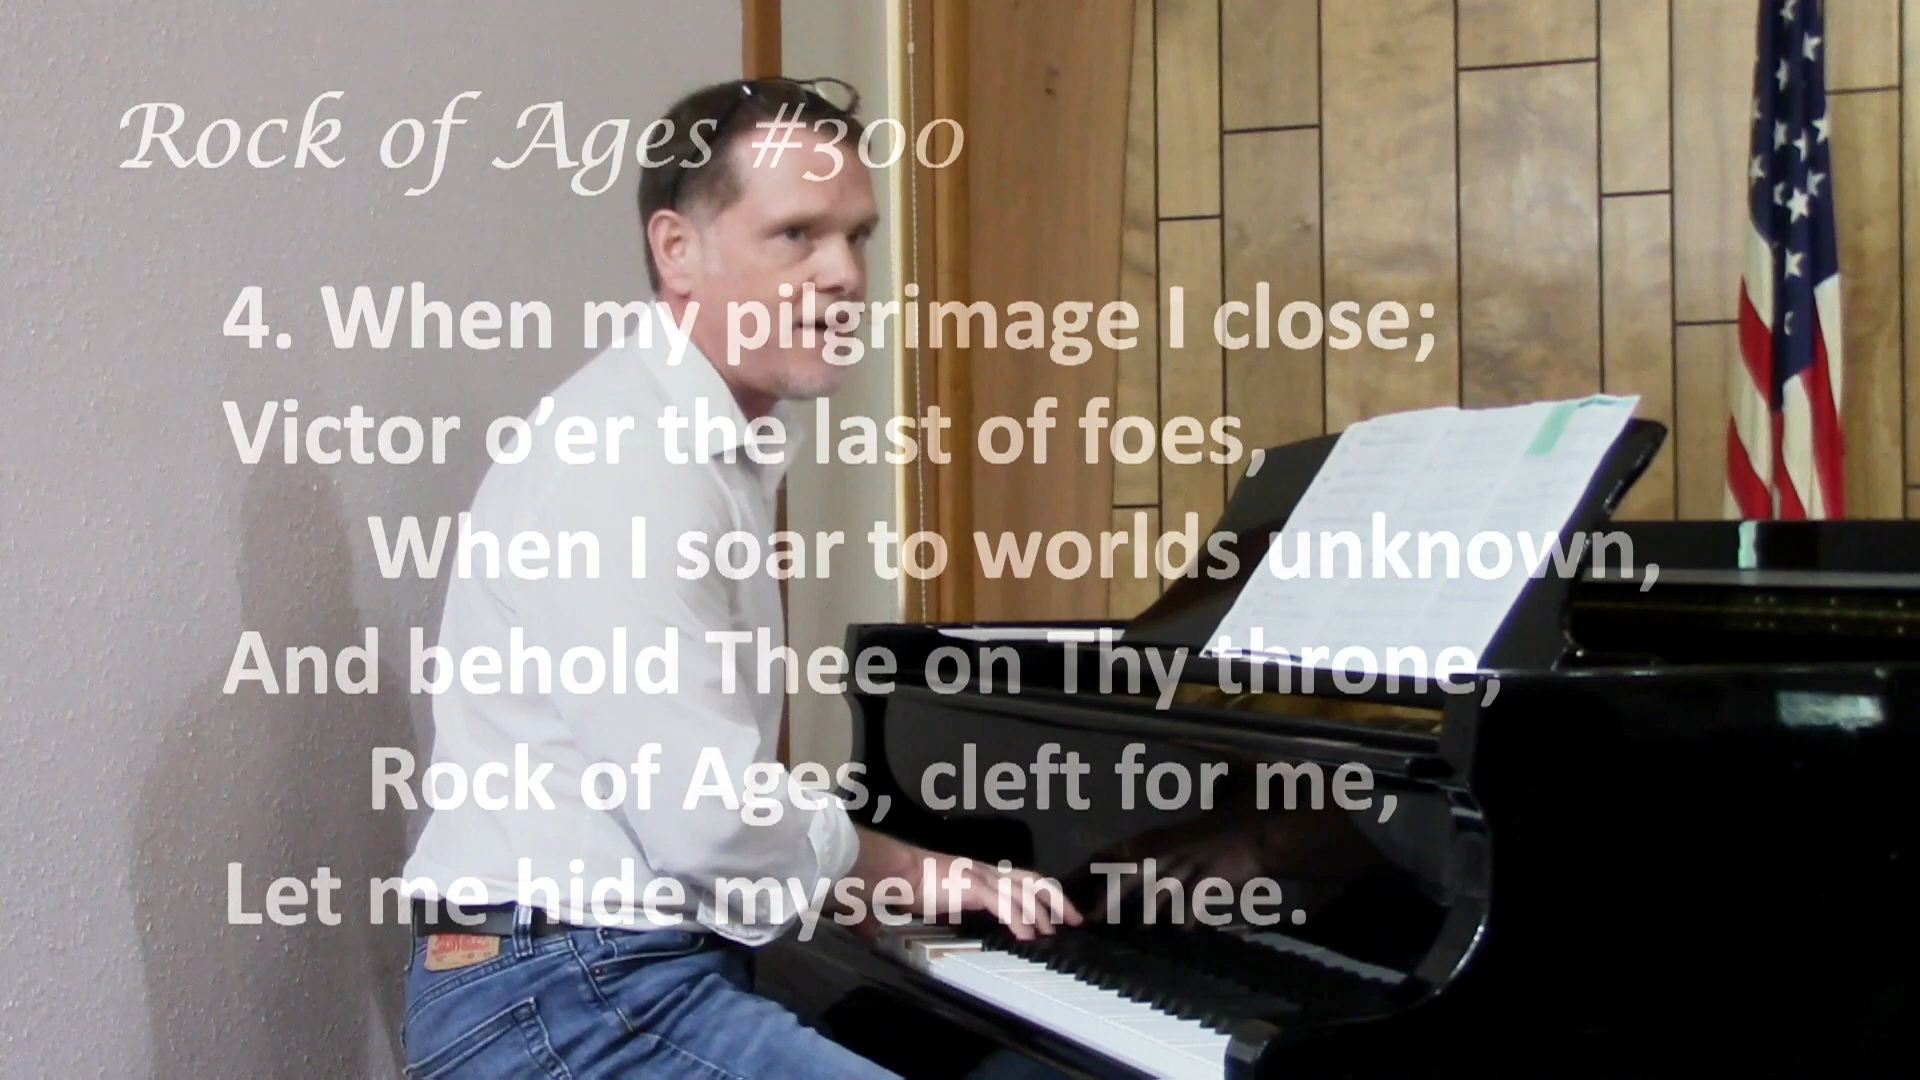 Rock of Ages #300
4. When my pilgrimage I close;
Victor o’er the last of foes,
When I soar to worlds unknown,
And behold Thee on Thy throne,
Rock of Ages, cleft for me,
Let me hide myself in Thee.